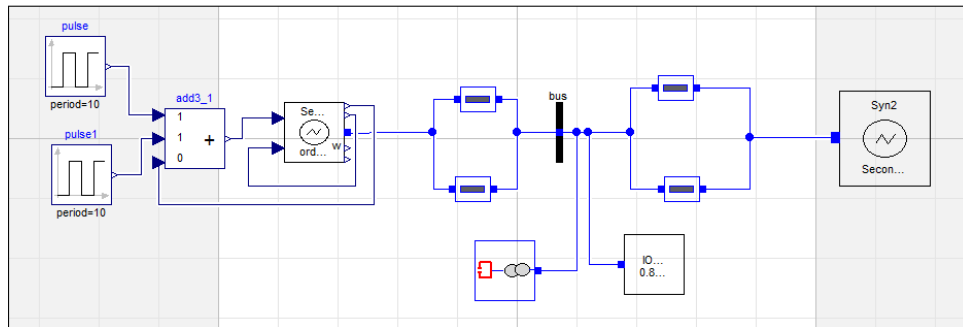 pulse
period=10
pulse1
period=10
add3_1
1
1
0
+
Se...
ord...
w
bus
IO...
0.8...
Syn2
Secon...